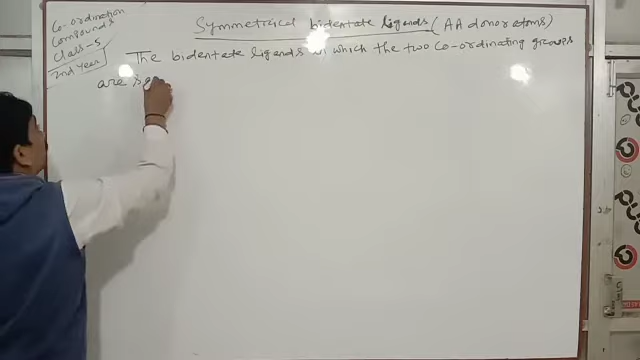 Co-ordination
Compounds
Class-5
2nd Year
Symmetrical bidentate ligands (AA donor atoms)
The bidentate ligands in which the two Co-ordinating groups
are